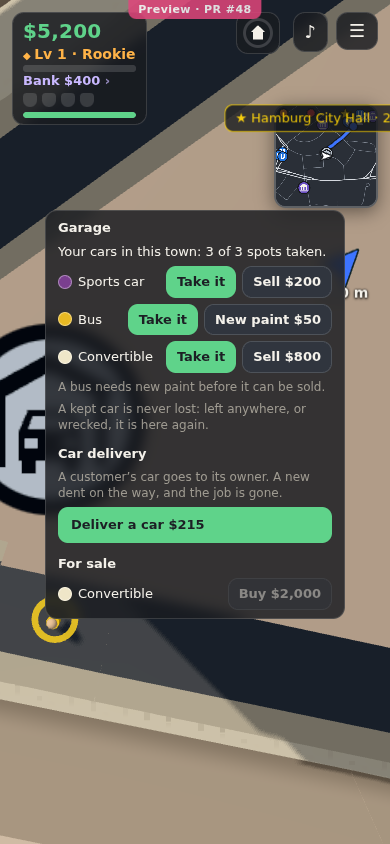 Preview · PR #48
$5,200
◆ Lv 1 · Rookie
Bank $400 ›
♪
☰
★ Hamburg City Hall · 2
0 m
Garage
Your cars in this town: 3 of 3 spots taken.
Sports car Take it Sell $200
Bus Take it New paint $50
Convertible Take it Sell $800
A bus needs new paint before it can be sold.
A kept car is never lost: left anywhere, or
wrecked, it is here again.
Car delivery
A customer’s car goes to its owner. A new
dent on the way, and the job is gone.
Deliver a car $215
For sale
Convertible Buy $2,000